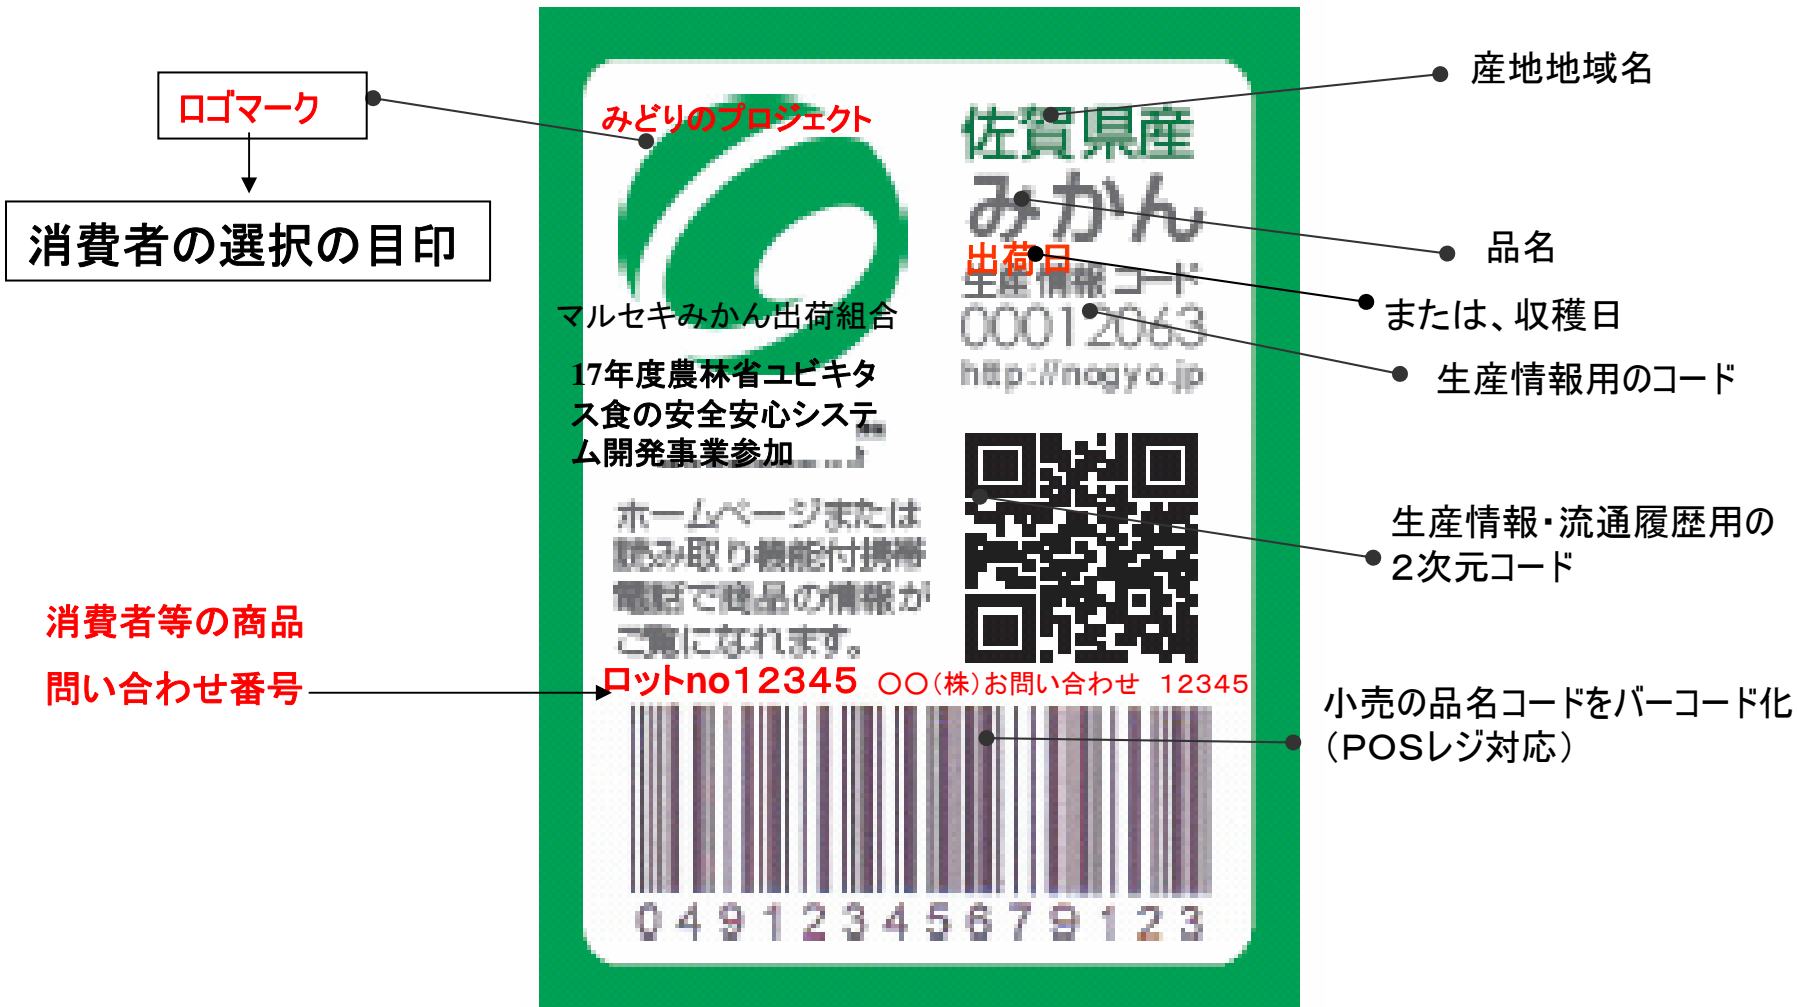 ロゴマーク
消費者の選択の目印
消費者等の商品
問い合わせ番号
みどりのプロジェクト
マルセキみかん出荷組合
17年度農林省ユビキタ
ス食の安全安心システ
ム開発事業参加
ホームページまたは
読み取り機能付携帯
電話で商品の情報が
ご覧になれます。
佐賀県産
みかん
出荷日
生産情報コード
00012063
http://nogyo.jp
ロットno12345 〇〇(株)お問い合わせ 12345
0491234567９123
産地地域名
品名
または、収穫日
生産情報用のコード
生産情報・流通履歴用の
2次元コード
小売の品名コードをバーコード化
(POSレジ対応)